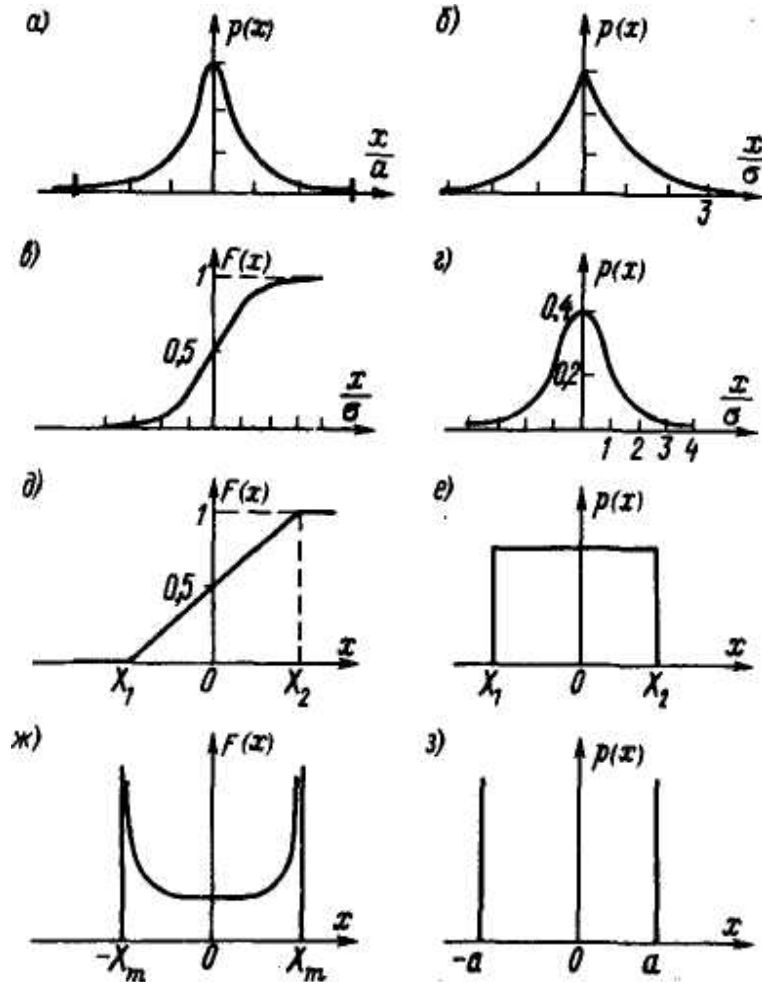 а) p(x) x/a
б) p(x) x/σ 3
в) F(x) 1 0,5 x/σ
г) p(x) 0,4 0,2 x/σ 1 2 3 4
д) F(x) 1 0,5 x X₁ 0 X₂
е) p(x) x X₁ 0 X₂
ж) F(x) x -Xₘ 0 Xₘ
з) p(x) x -a 0 a